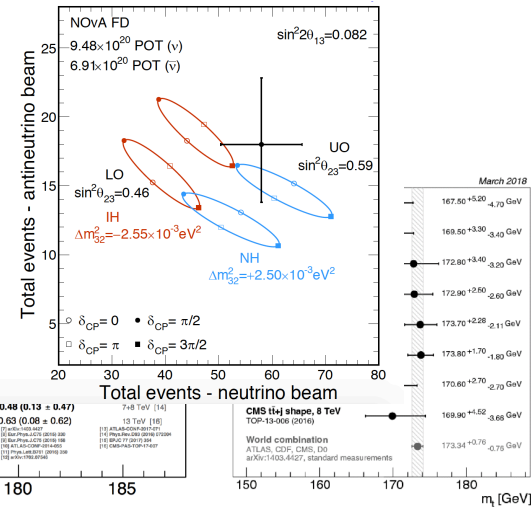 NOvA FD
9.48×10²⁰ POT (ν)
6.91×10²⁰ POT (ν̄)
sin²2θ₁₃=0.082
Total events - antineutrino beam
25
20
15
10
5
UO
sin²θ₂₃=0.59
LO
sin²θ₂₃=0.46
IH
Δm²₃₂=−2.55×10⁻³eV²
NH
Δm²₃₂=+2.50×10⁻³eV²
δCP= 0
δCP= π/2
δCP= π
δCP= 3π/2
20 30 40 50 60 70 80
Total events - neutrino beam
March 2018
167.50 +5.20 -4.70 GeV
169.50 +3.30 -3.40 GeV
172.80 +3.40 -3.20 GeV
172.90 +2.50 -2.60 GeV
173.70 +2.28 -2.11 GeV
173.80 +1.70 -1.80 GeV
170.60 +2.70 -2.70 GeV
CMS tt̄+j shape, 8 TeV
TOP-13-006 (2016)
169.90 +4.52 -3.66 GeV
World combination
ATLAS, CDF, CMS, D0
arXiv:1403.4427, standard measurements
173.34 +0.76 -0.76 GeV
150 160 170 180
mt [GeV]
0.48 (0.13 ± 0.47)
7+8 TeV [14]
0.63 (0.08 ± 0.62)
13 TeV [16]
180 185